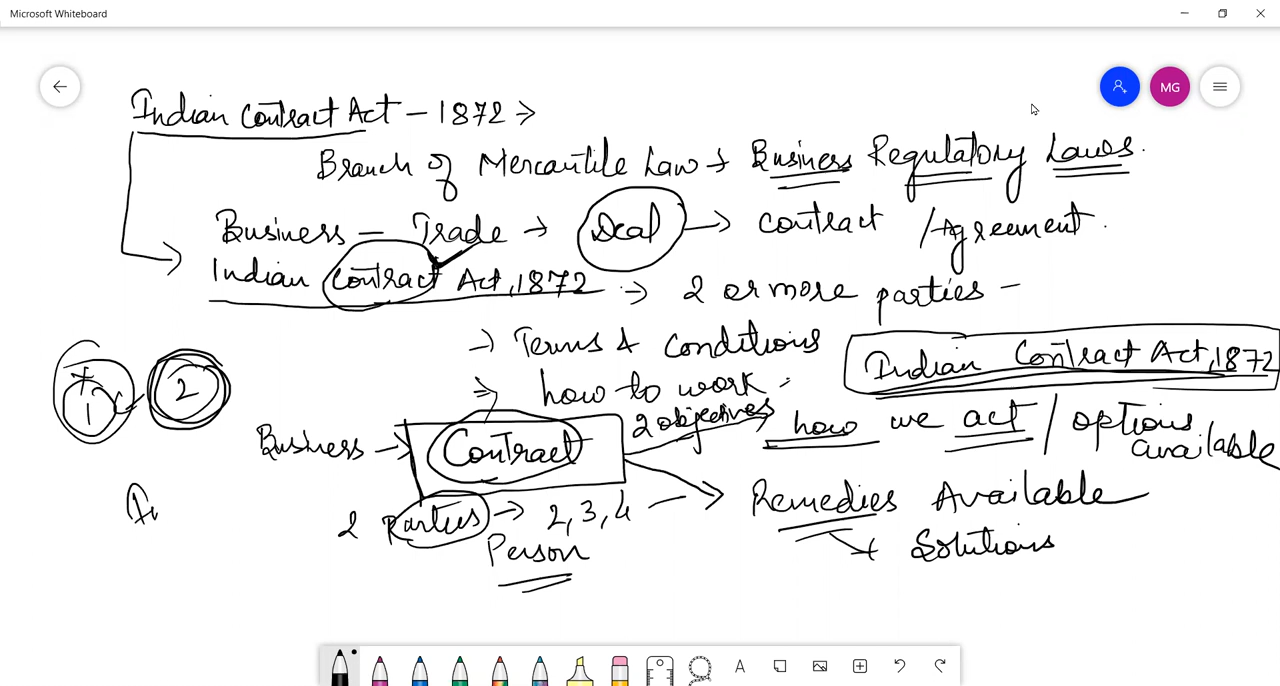 Microsoft Whiteboard
MG
Indian Contract Act - 1872 →
Branch of Mercantile Law → Business Regulatory Laws.
Business - Trade → Deal → Contract / Agreement.
Indian Contract Act, 1872 → 2 or more parties -
→ Terms & Conditions
Indian Contract Act, 1872
→ how to work -
1 2
Business → Contract 2 objectives how we act / options available
2 Parties → 2, 3, 4 — Remedies Available
Person
→ Solutions
A